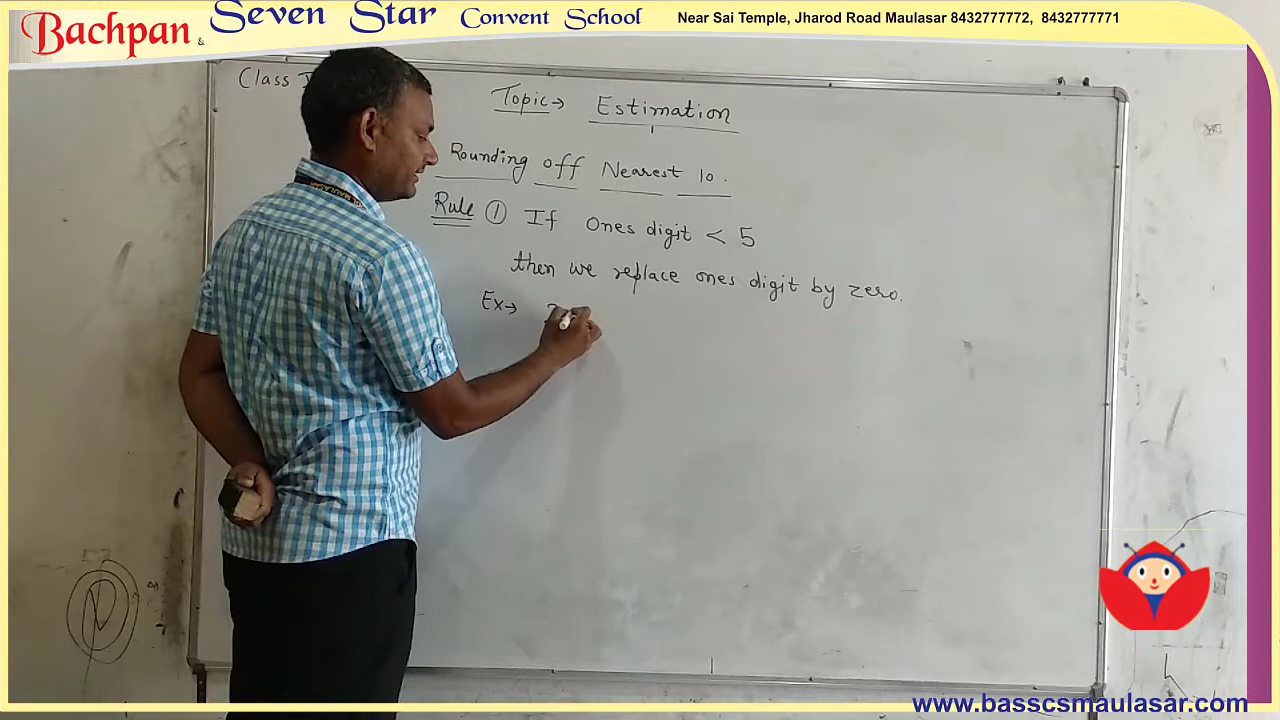 Bachpan & Seven Star Convent School Near Sai Temple, Jharod Road Maulasar 8432777772, 8432777771
Class
Topic→ Estimation
MAULASAR
Rounding off Nearest 10.
Rule ① If Ones digit < 5
then we replace ones digit by zero.
Ex→
www.basscsmaulasar.com